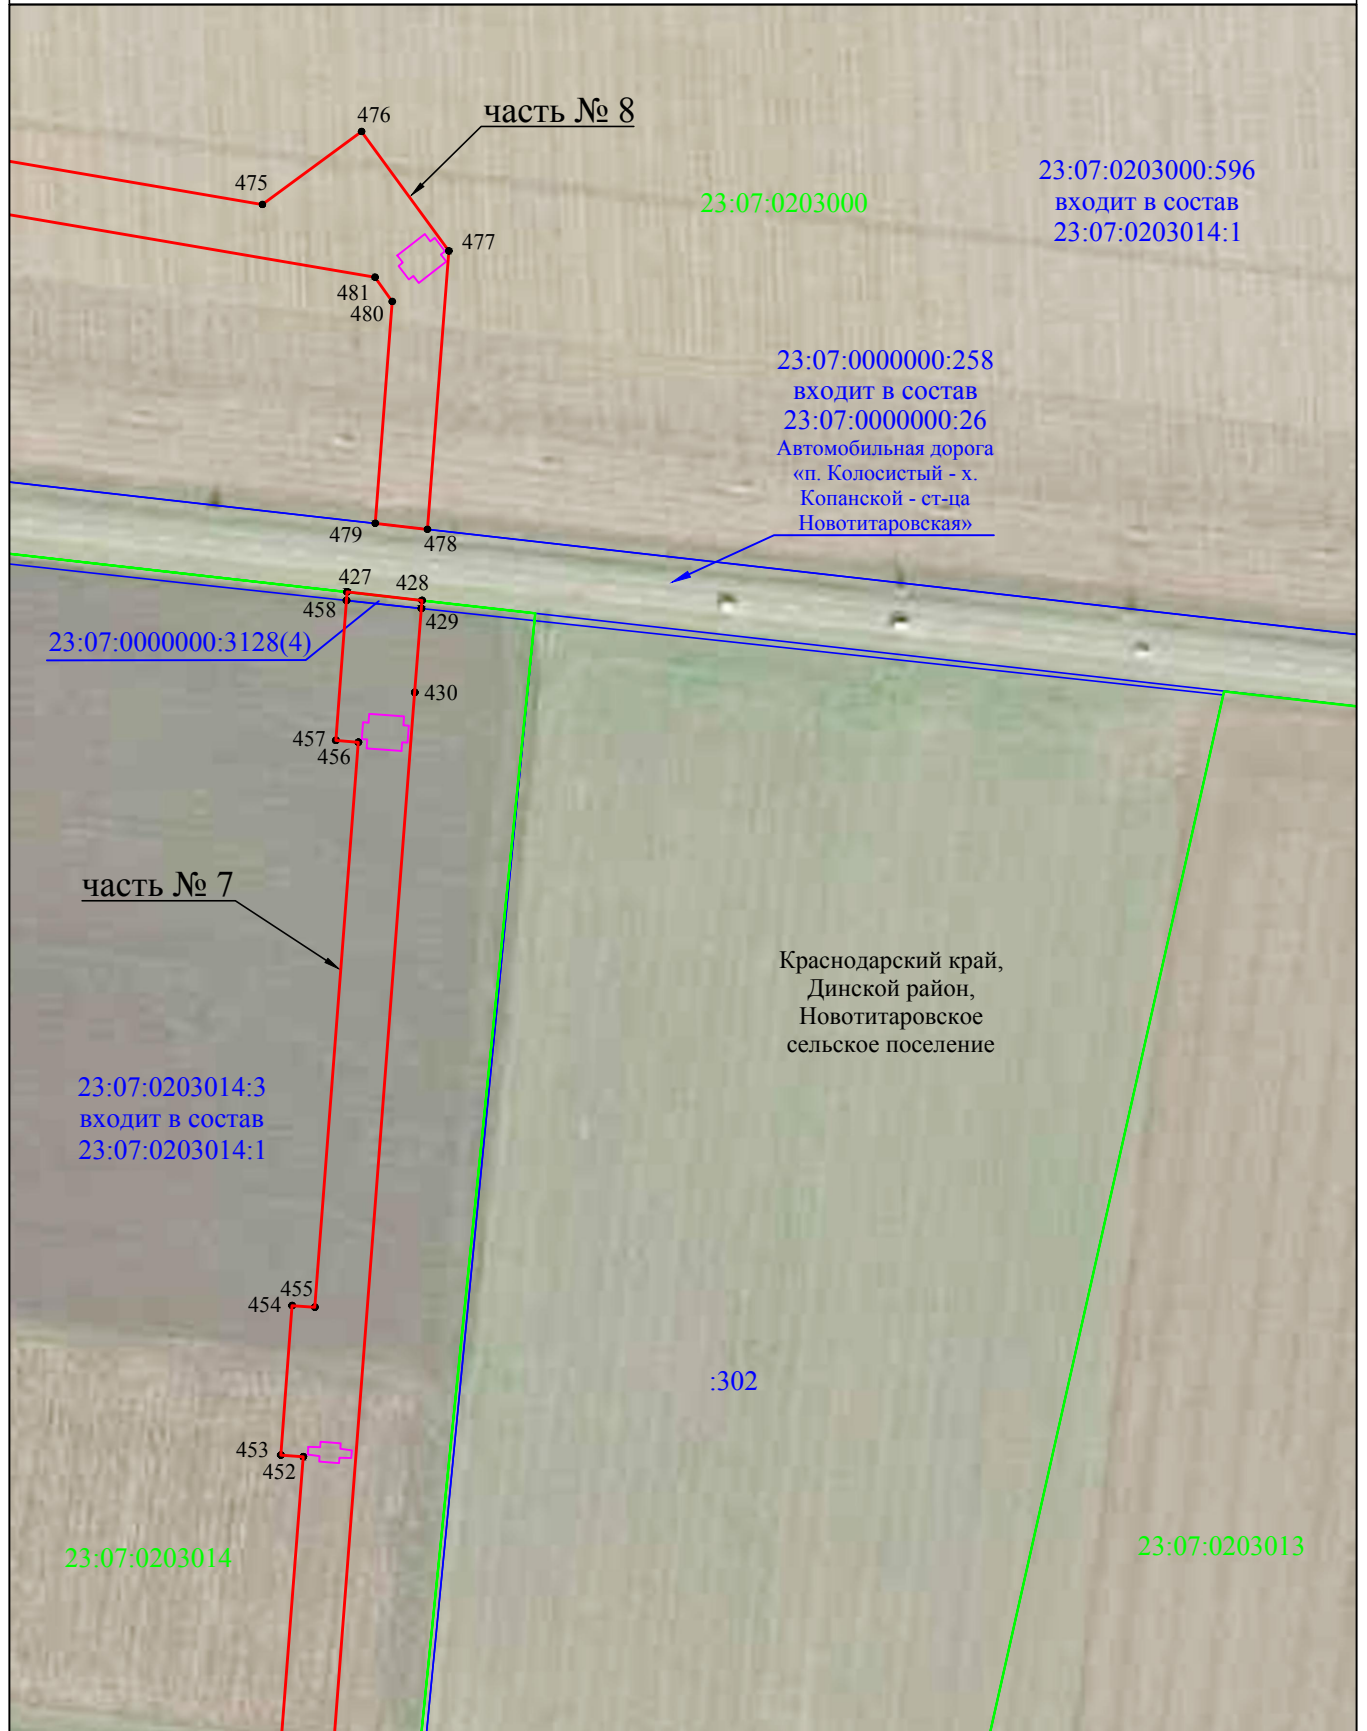 476
часть № 8
475
23:07:0203000
23:07:0203000:596
входит в состав
23:07:0203014:1
477
481
480
23:07:0000000:258
входит в состав
23:07:0000000:26
Автомобильная дорога
«п. Колосистый - х.
Копанской - ст-ца
Новотитаровская»
479
478
427
428
458
429
23:07:0000000:3128(4)
430
457
456
часть № 7
Краснодарский край,
Динской район,
Новотитаровское
сельское поселение
23:07:0203014:3
входит в состав
23:07:0203014:1
455
454
:302
453
452
23:07:0203014
23:07:0203013